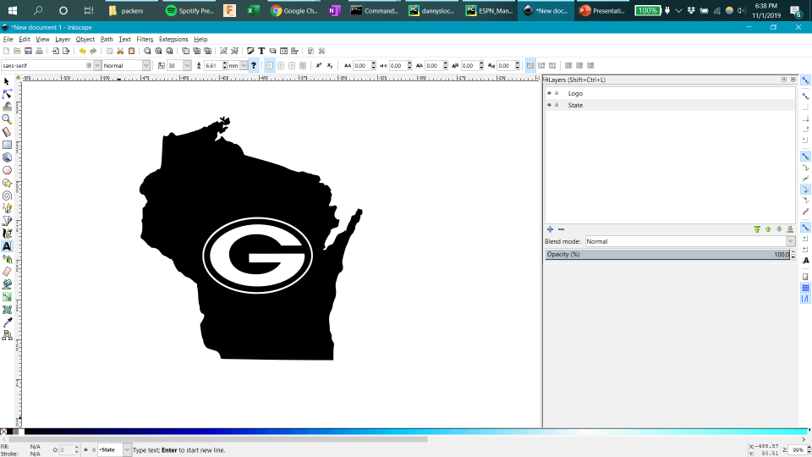 packers
Spotify Pre...
Google Ch...
Command...
dannysloc...
ESPN_Man...
*New doc...
Presentati...
100%
6:38 PM
11/1/2019
*New document 1 - Inkscape
File Edit View Layer Object Path Text Filters Extensions Help
sans-serif Normal 30 6.61 mm 0.00 0.00 0.00 0.00 0.00
Layers (Shift+Ctrl+L)
Logo
State
G
Blend mode: Normal
Opacity (%) 100.0
Fill: N/A
Stroke: N/A
O: 0
•State
Type text; Enter to start new line.
X: -488.57
Y: 50.51
Z: 99%